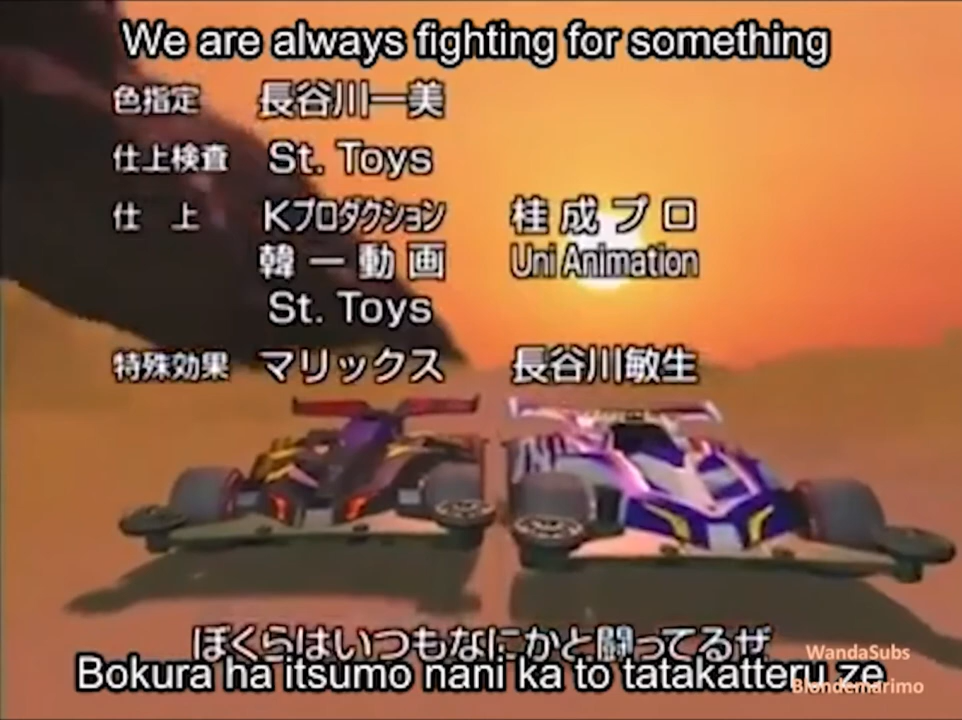 We are always fighting for something
色指定 長谷川一美
仕上検査 St. Toys
仕 上 Kプロダクション 桂成プロ
韓一動画 Uni Animation
St. Toys
特殊効果 マリックス 長谷川敏生
ぼくらはいつもなにかと闘ってるぜ
WandaSubs
Bokura ha itsumo nani ka to tatakatteru ze
Blondemarimo